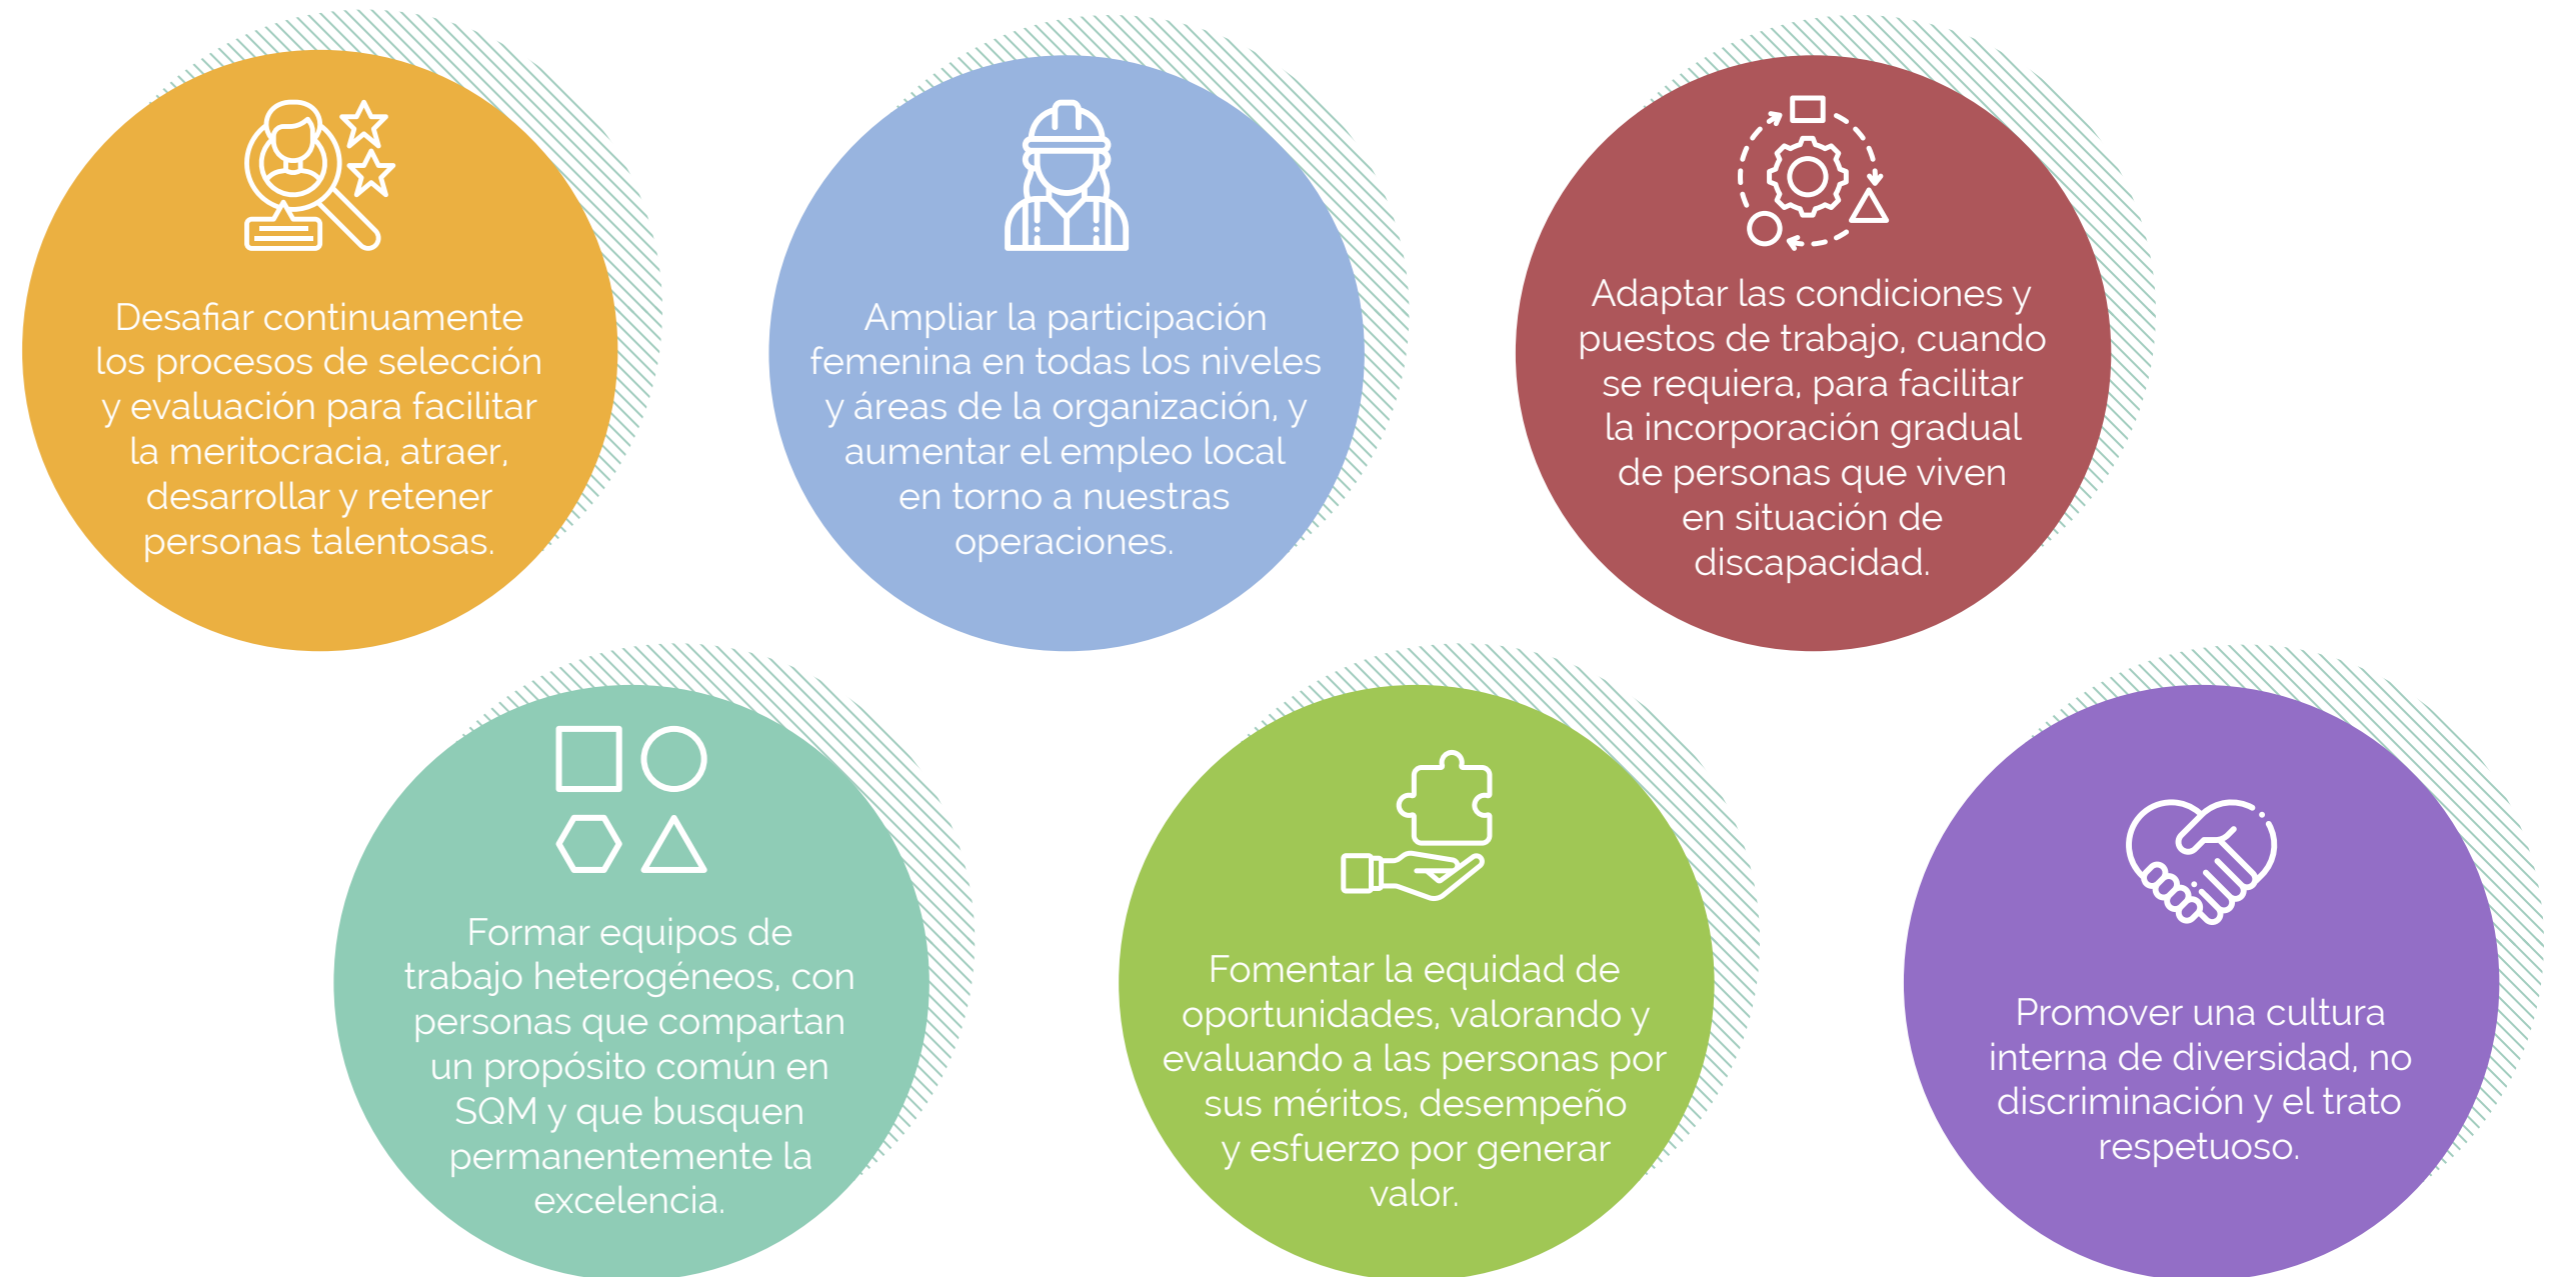 Desafiar continuamente
los procesos de selección
y evaluación para facilitar
la meritocracia, atraer,
desarrollar y retener
personas talentosas.
Ampliar la participación
femenina en todas los niveles
y áreas de la organización, y
aumentar el empleo local
en torno a nuestras
operaciones.
Adaptar las condiciones y
puestos de trabajo, cuando
se requiera, para facilitar
la incorporación gradual
de personas que viven
en situación de
discapacidad.
Formar equipos de
trabajo heterogéneos, con
personas que compartan
un propósito común en
SQM y que busquen
permanentemente la
excelencia.
Fomentar la equidad de
oportunidades, valorando y
evaluando a las personas por
sus méritos, desempeño
y esfuerzo por generar
valor.
Promover una cultura
interna de diversidad, no
discriminación y el trato
respetuoso.